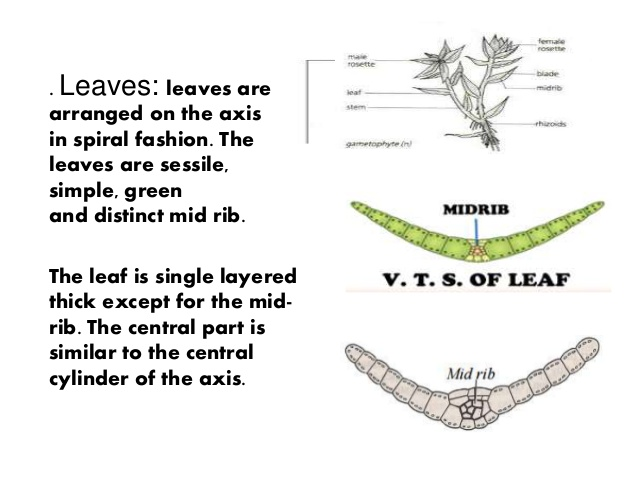 . Leaves: leaves are
arranged on the axis
in spiral fashion. The
leaves are sessile,
simple, green
and distinct mid rib.
The leaf is single layered
thick except for the mid-
rib. The central part is
similar to the central
cylinder of the axis.
male
rosette
female
rosette
blade
midrib
leaf
stem
rhizoids
gametophyte (n)
MIDRIB
V. T. S. OF LEAF
Mid rib